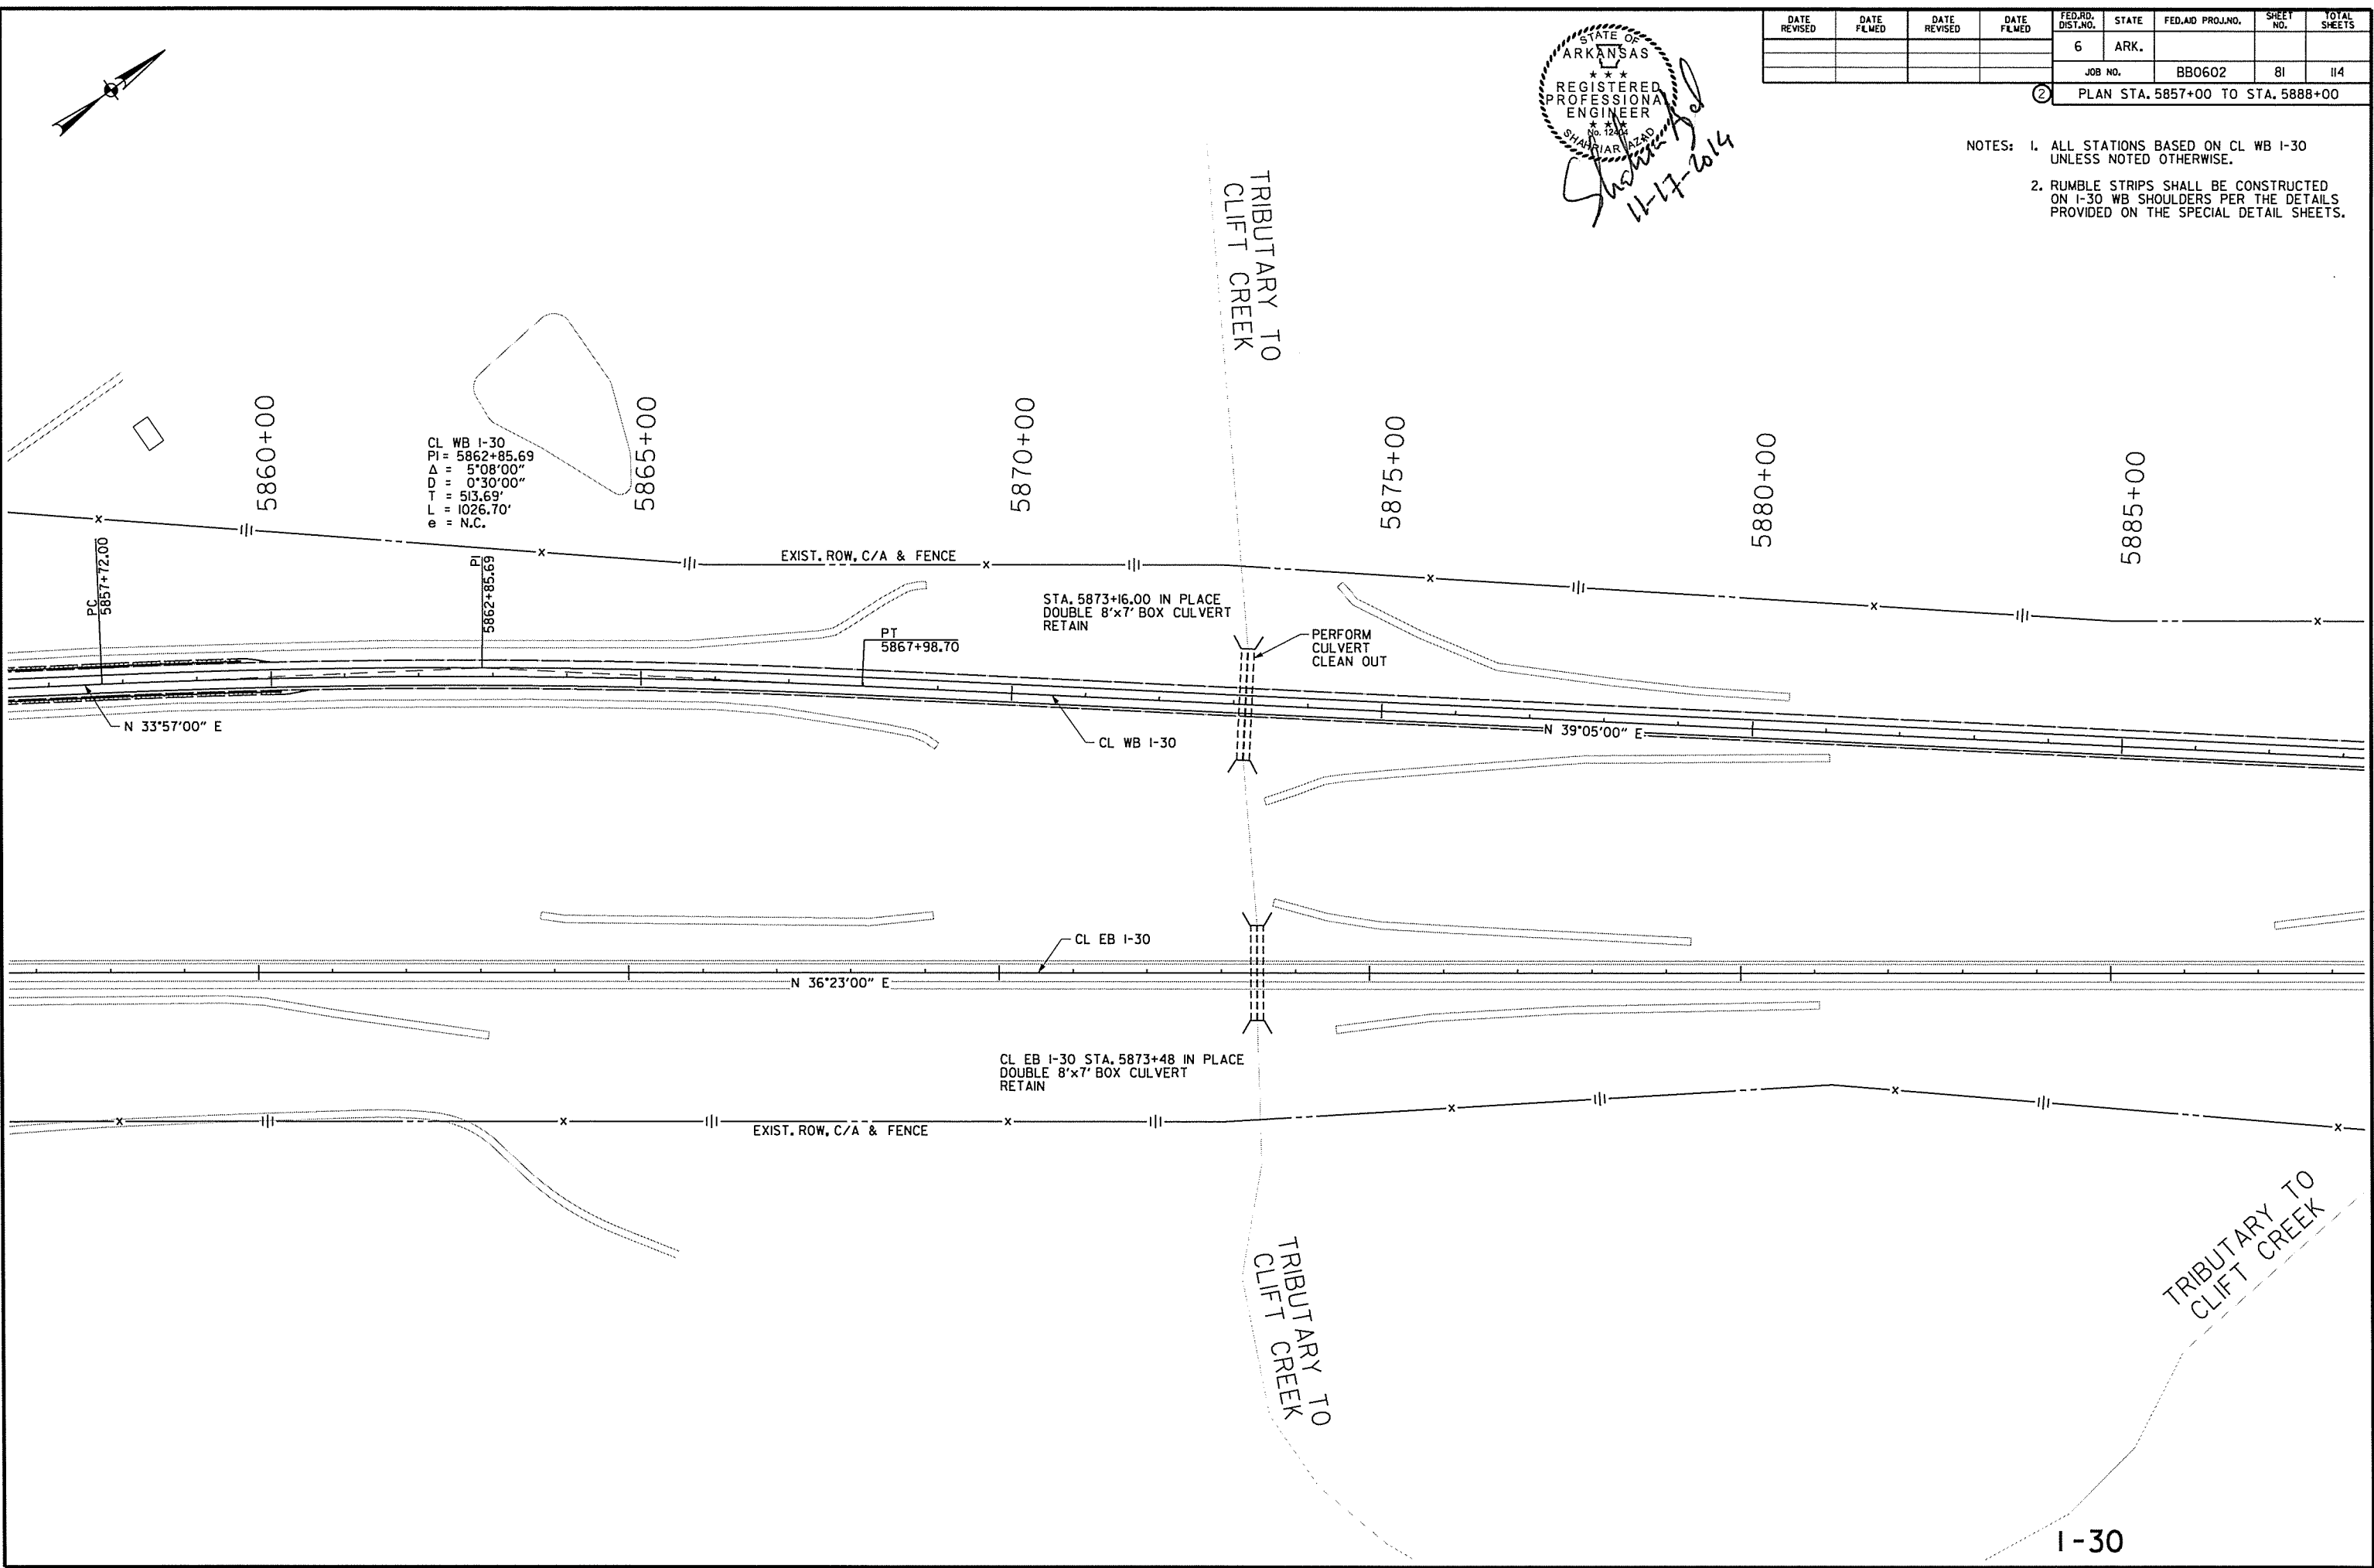 DATE REVISED
DATE FILMED
DATE REVISED
DATE FILMED
FED.RD. DIST.NO.
STATE
FED.AID PROJ.NO.
SHEET NO.
TOTAL SHEETS
6
ARK.
JOB NO.
BB0602
81
114
2
PLAN STA. 5857+00 TO STA. 5888+00
STATE OF
ARKANSAS
★ ★ ★
REGISTERED
PROFESSIONAL
ENGINEER
★ ★ ★
No. 12404
SHAHRIAR AZAD
11-17-2014
NOTES: 1. ALL STATIONS BASED ON CL WB I-30
UNLESS NOTED OTHERWISE.
2. RUMBLE STRIPS SHALL BE CONSTRUCTED
ON I-30 WB SHOULDERS PER THE DETAILS
PROVIDED ON THE SPECIAL DETAIL SHEETS.
TRIBUTARY TO
CLIFT CREEK
5860+00
CL WB I-30
PI = 5862+85.69
Δ = 5°08'00"
D = 0°30'00"
T = 513.69'
L = 1026.70'
e = N.C.
5865+00
5870+00
5875+00
5880+00
5885+00
PC
5857+72.00
PI
5862+85.69
EXIST. ROW, C/A & FENCE
STA. 5873+16.00 IN PLACE
DOUBLE 8'x7' BOX CULVERT
RETAIN
PT
5867+98.70
PERFORM
CULVERT
CLEAN OUT
N 33°57'00" E
CL WB I-30
N 39°05'00" E
CL EB I-30
N 36°23'00" E
CL EB I-30 STA. 5873+48 IN PLACE
DOUBLE 8'x7' BOX CULVERT
RETAIN
EXIST. ROW, C/A & FENCE
TRIBUTARY TO
CLIFT CREEK
TRIBUTARY TO
CLIFT CREEK
I-30